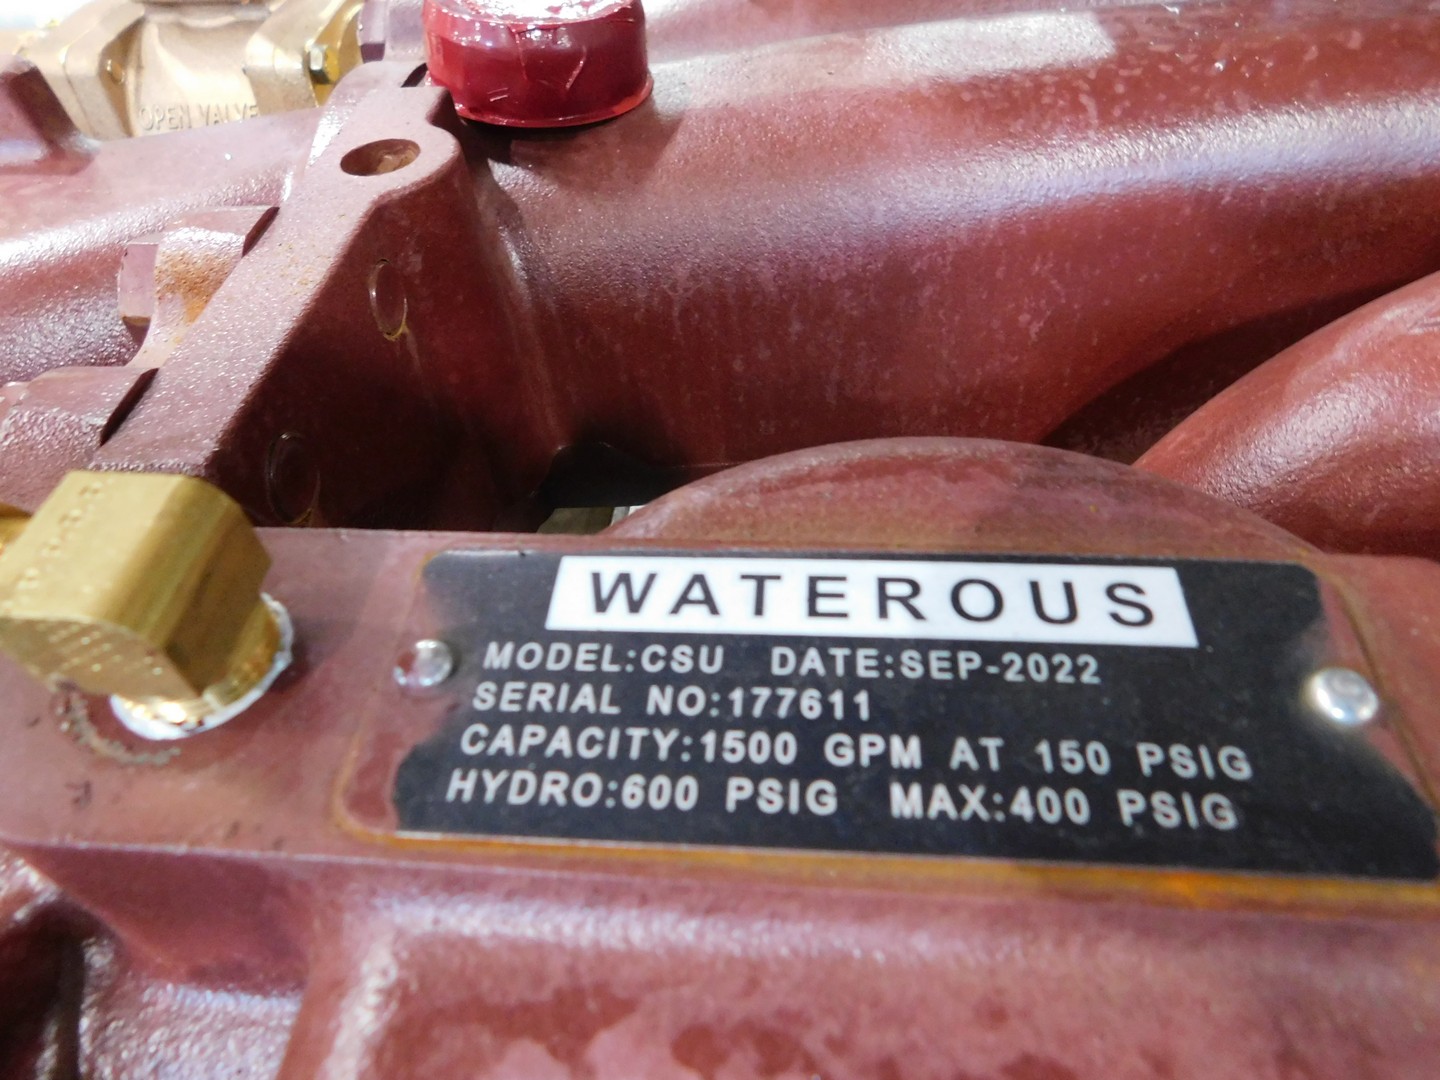 OPEN VALVE
WATEROUS
MODEL:CSU DATE:SEP-2022
SERIAL NO:177611
CAPACITY:1500 GPM AT 150 PSIG
HYDRO:600 PSIG MAX:400 PSIG